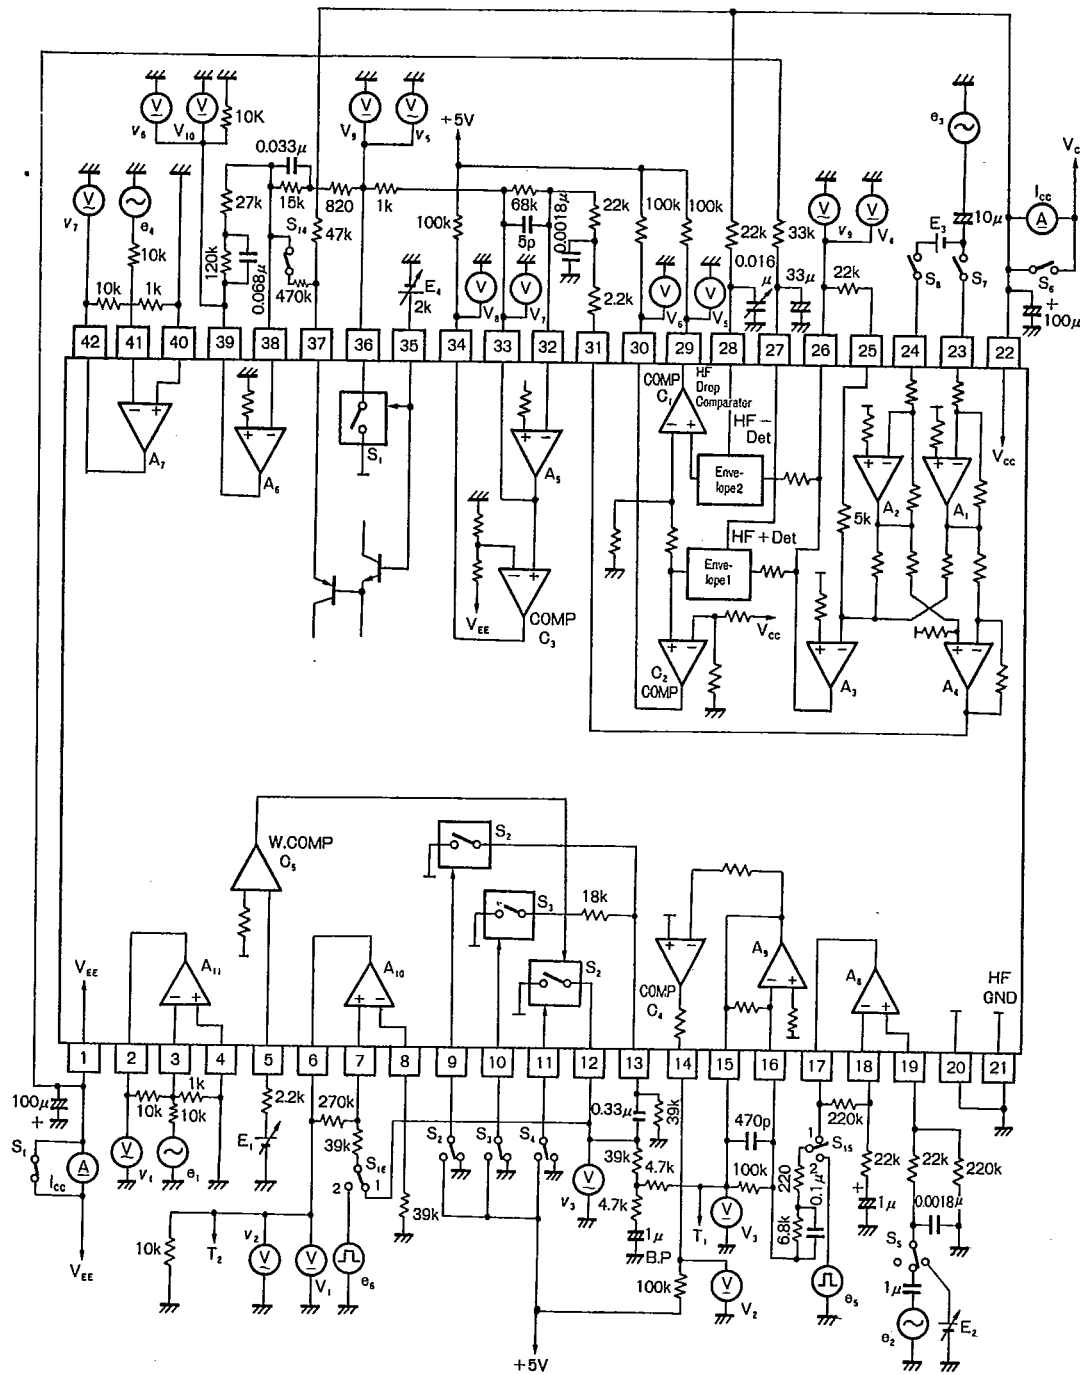 e₃
V₆
V₁₀
10K
V₉
v₅
+5V
Vc
Icc
A
0.033μ
v₇
e₄
27k
15k
820
1k
68k
22k
100k
100k
22k
33k
v₉
V₄
E₃
10μ
S₁₄
47k
100k
5p
0.0018μ
10k
120k
0.068μ
470k
E₄
2k
V₈
V₇
2.2k
V₆
V₅
0.016
μ
33μ
22k
S₈
S₇
S₆
+
100μ
10k
1k
42
41
40
39
38
37
36
35
34
33
32
31
30
29
28
27
26
25
24
23
22
COMP
C₁
HF
Drop
Comparator
HF −
Det
Enve-
lope2
S₁
A₇
A₆
A₅
A₂
A₁
Vcc
5k
HF+Det
Enve-
lope1
VEE
COMP
C₃
Vcc
C₂
COMP
A₃
A₄
W.COMP
C₅
S₂
S₃
18k
S₂
A₁₁
A₁₀
COMP
C₄
A₉
A₈
HF
GND
VEE
1
2
3
4
5
6
7
8
9
10
11
12
13
14
15
16
17
18
19
20
21
100μ
+
10k
1k
10k
2.2k
270k
0.33μ
39k
470p
220k
S₁
Icc
A
v₁
e₁
E₁
39k
S₁₆
2
1
39k
S₂
S₃
S₄
39k
4.7k
4.7k
v₃
1μ
B.P
T₁
V₃
100k
220
1
S₁₅
2
0.1μ
6.8k
22k
+
1μ
22k
220k
0.0018μ
S₅
VEE
10k
T₂
v₂
V₁
e₆
100k
V₂
e₅
1μ
e₂
E₂
+5V